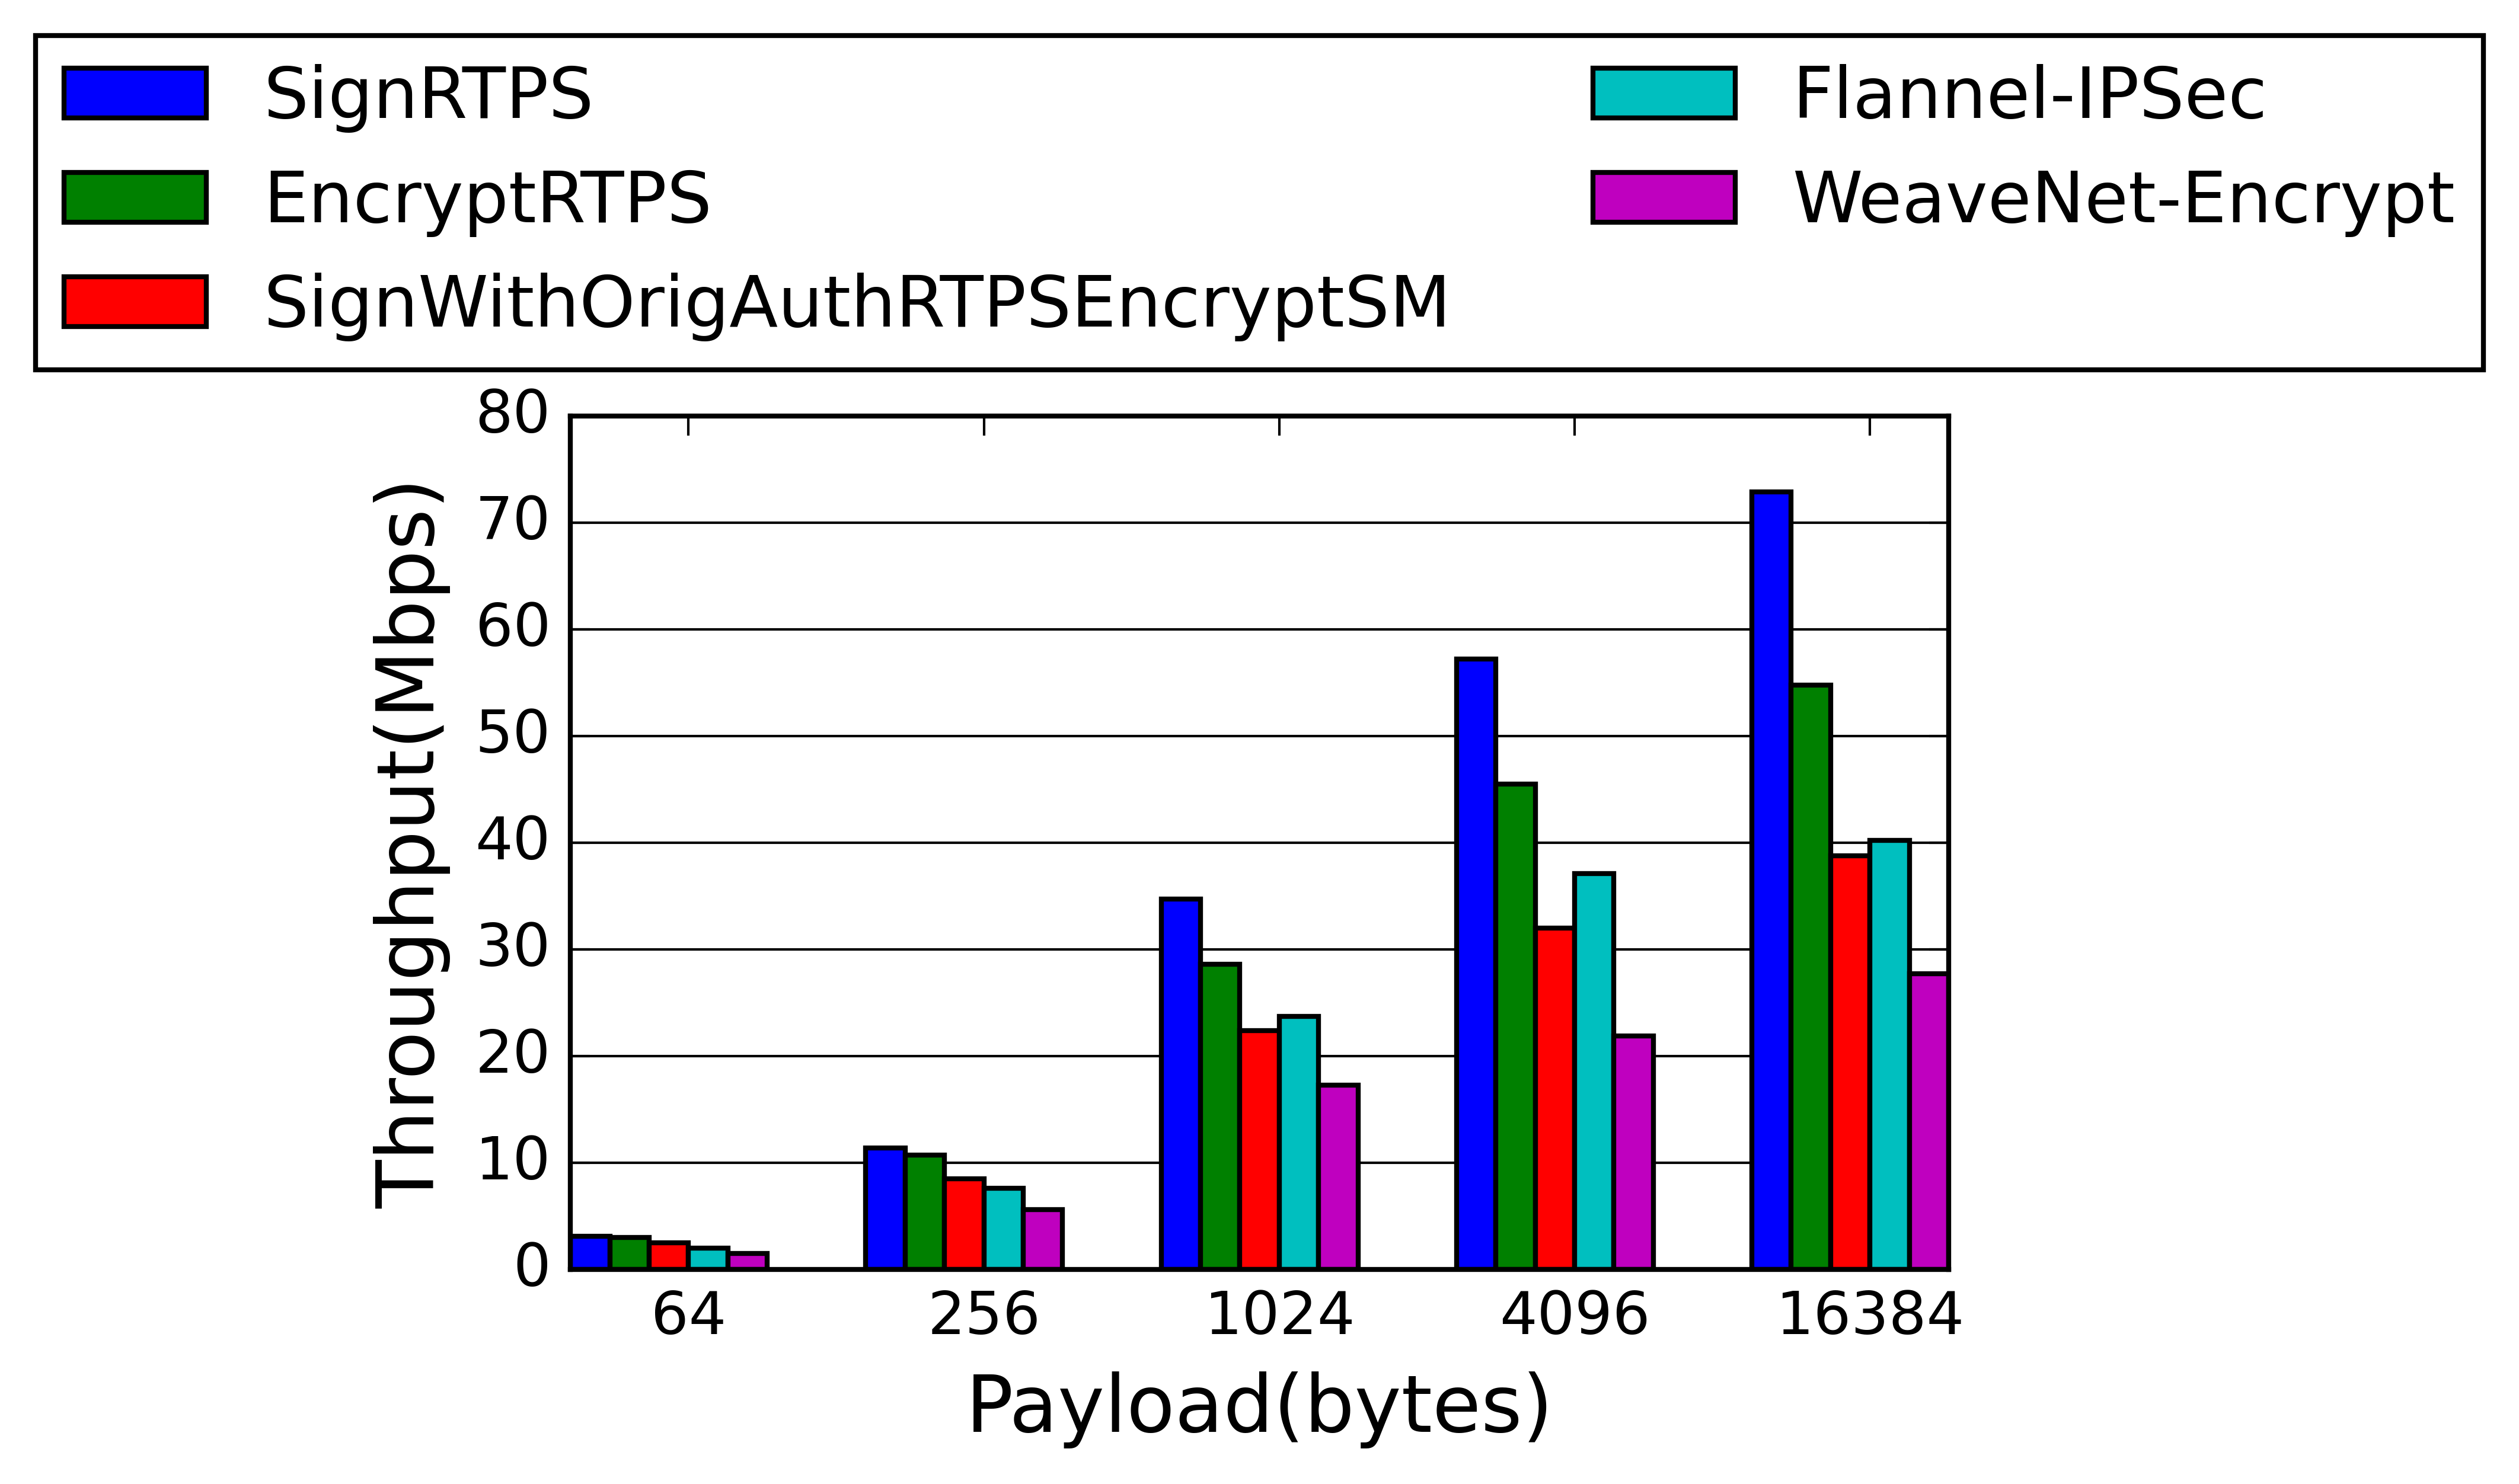 SignRTPS
EncryptRTPS
SignWithOrigAuthRTPSEncryptSM
Flannel-IPSec
WeaveNet-Encrypt
80
70
60
50
40
30
20
10
0
Throughput(Mbps)
64 256 1024 4096 16384
Payload(bytes)